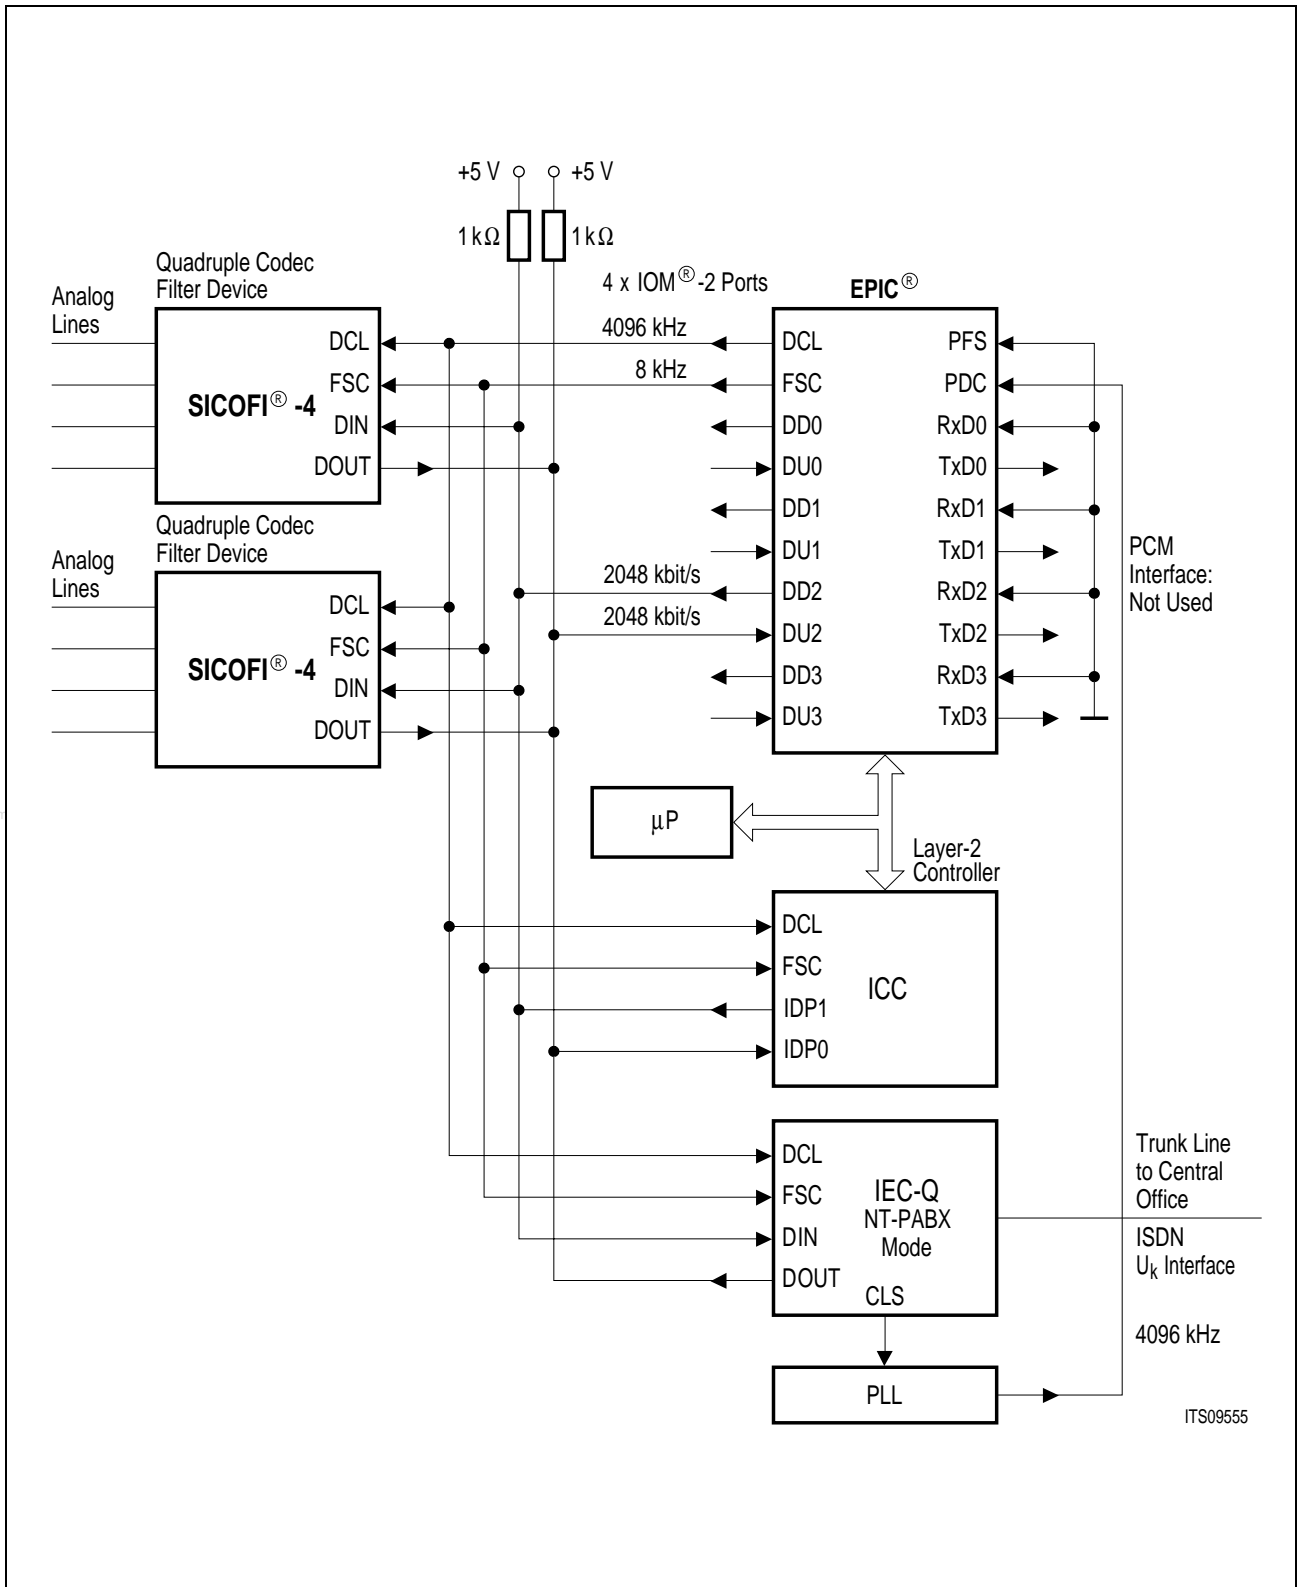 +5 V
+5 V
1 kΩ
1 kΩ
Quadruple Codec
Filter Device
Analog
Lines
DCL
FSC
DIN
DOUT
SICOFI® -4
Quadruple Codec
Filter Device
Analog
Lines
DCL
FSC
DIN
DOUT
SICOFI® -4
4 x IOM®-2 Ports
4096 kHz
8 kHz
2048 kbit/s
2048 kbit/s
EPIC®
DCL
FSC
DD0
DU0
DD1
DU1
DD2
DU2
DD3
DU3
PFS
PDC
RxD0
TxD0
RxD1
TxD1
RxD2
TxD2
RxD3
TxD3
PCM
Interface:
Not Used
μP
Layer-2
Controller
DCL
FSC
IDP1
IDP0
ICC
DCL
FSC
DIN
DOUT
IEC-Q
NT-PABX
Mode
CLS
Trunk Line
to Central
Office
ISDN
Uk Interface
4096 kHz
PLL
ITS09555